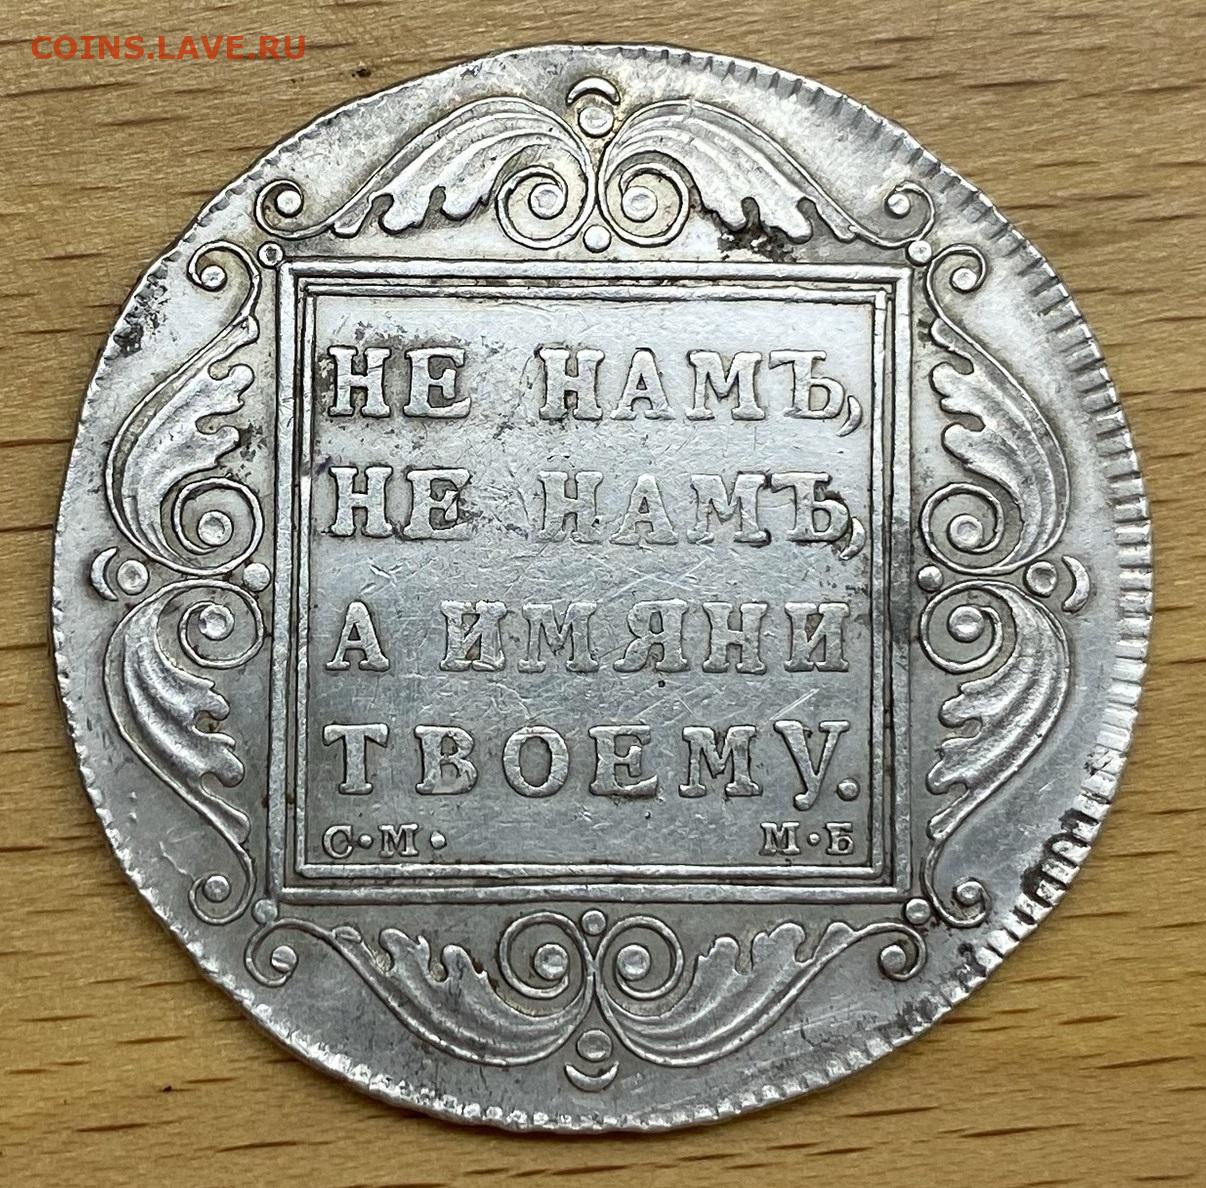 COINS.LAVE.RU
НЕ НАМЪ,
НЕ НАМЪ,
А ИМЯНИ
ТВОЕМУ.
С·М· М·Б